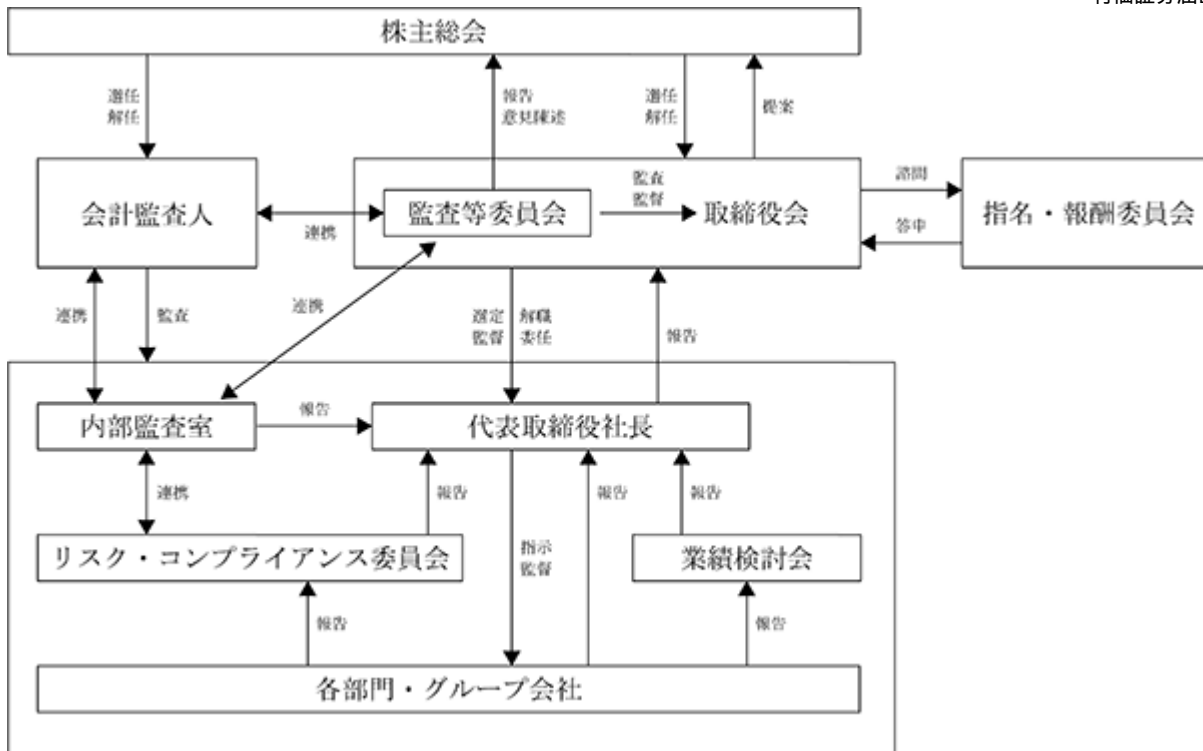 株主総会
選任
解任
報告
意見陳述
選任
解任
提案
会計監査人
連携
監査等委員会
監査
監督
取締役会
諮問
答申
指名・報酬委員会
連携
監査
連携
選定
監督
解職
委任
報告
内部監査室
報告
代表取締役社長
連携
報告
報告
報告
リスク・コンプライアンス委員会
指示
監督
業績検討会
報告
報告
各部門・グループ会社